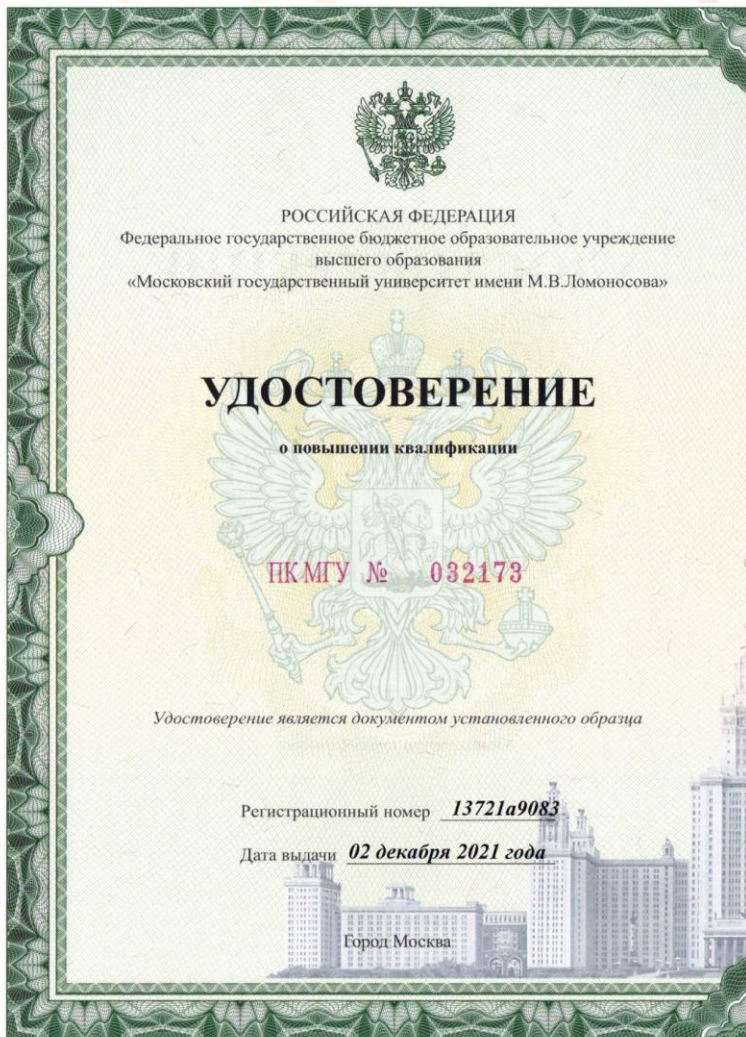 РОССИЙСКАЯ ФЕДЕРАЦИЯ
Федеральное государственное бюджетное образовательное учреждение
высшего образования
«Московский государственный университет имени М.В.Ломоносова»
УДОСТОВЕРЕНИЕ
о повышении квалификации
ПК МГУ № 032173
Удостоверение является документом установленного образца
Регистрационный номер 13721а9083
Дата выдачи 02 декабря 2021 года
Город Москва